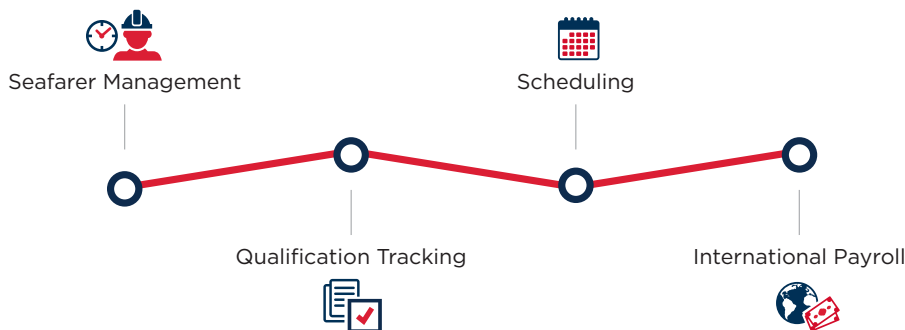 Seafarer Management
Scheduling
Qualification Tracking
International Payroll